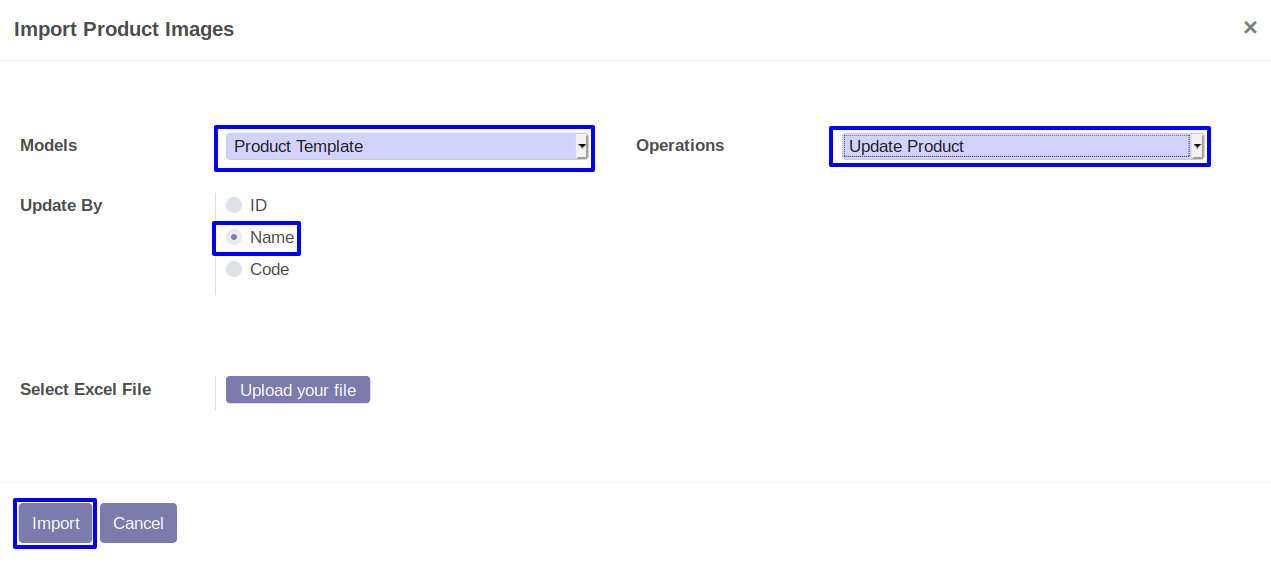 Import Product Images ×
Models Product Template Operations Update Product
Update By ID
Name
Code
Select Excel File Upload your file
Import Cancel